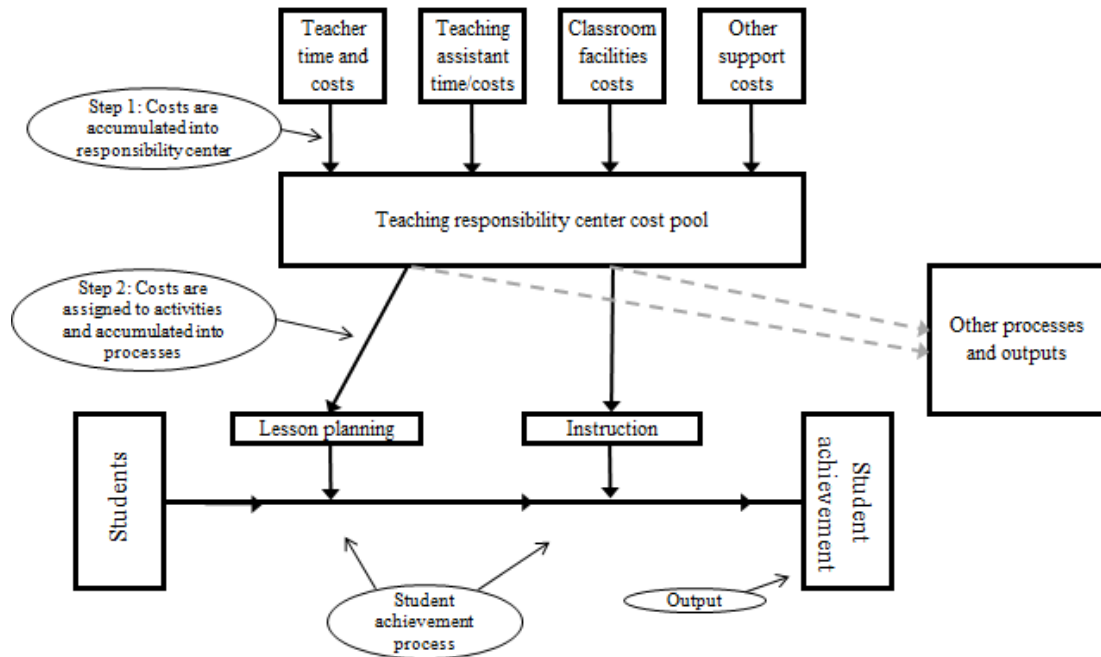 Teacher
time and
costs
Teaching
assistant
time/costs
Classroom
facilities
costs
Other
support
costs
Step 1: Costs are
accumulated into
responsibility center
Teaching responsibility center cost pool
Step 2: Costs are
assigned to activities
and accumulated into
processes
Other processes
and outputs
Lesson planning
Instruction
Students
Student
achievement
Student
achievement
process
Output